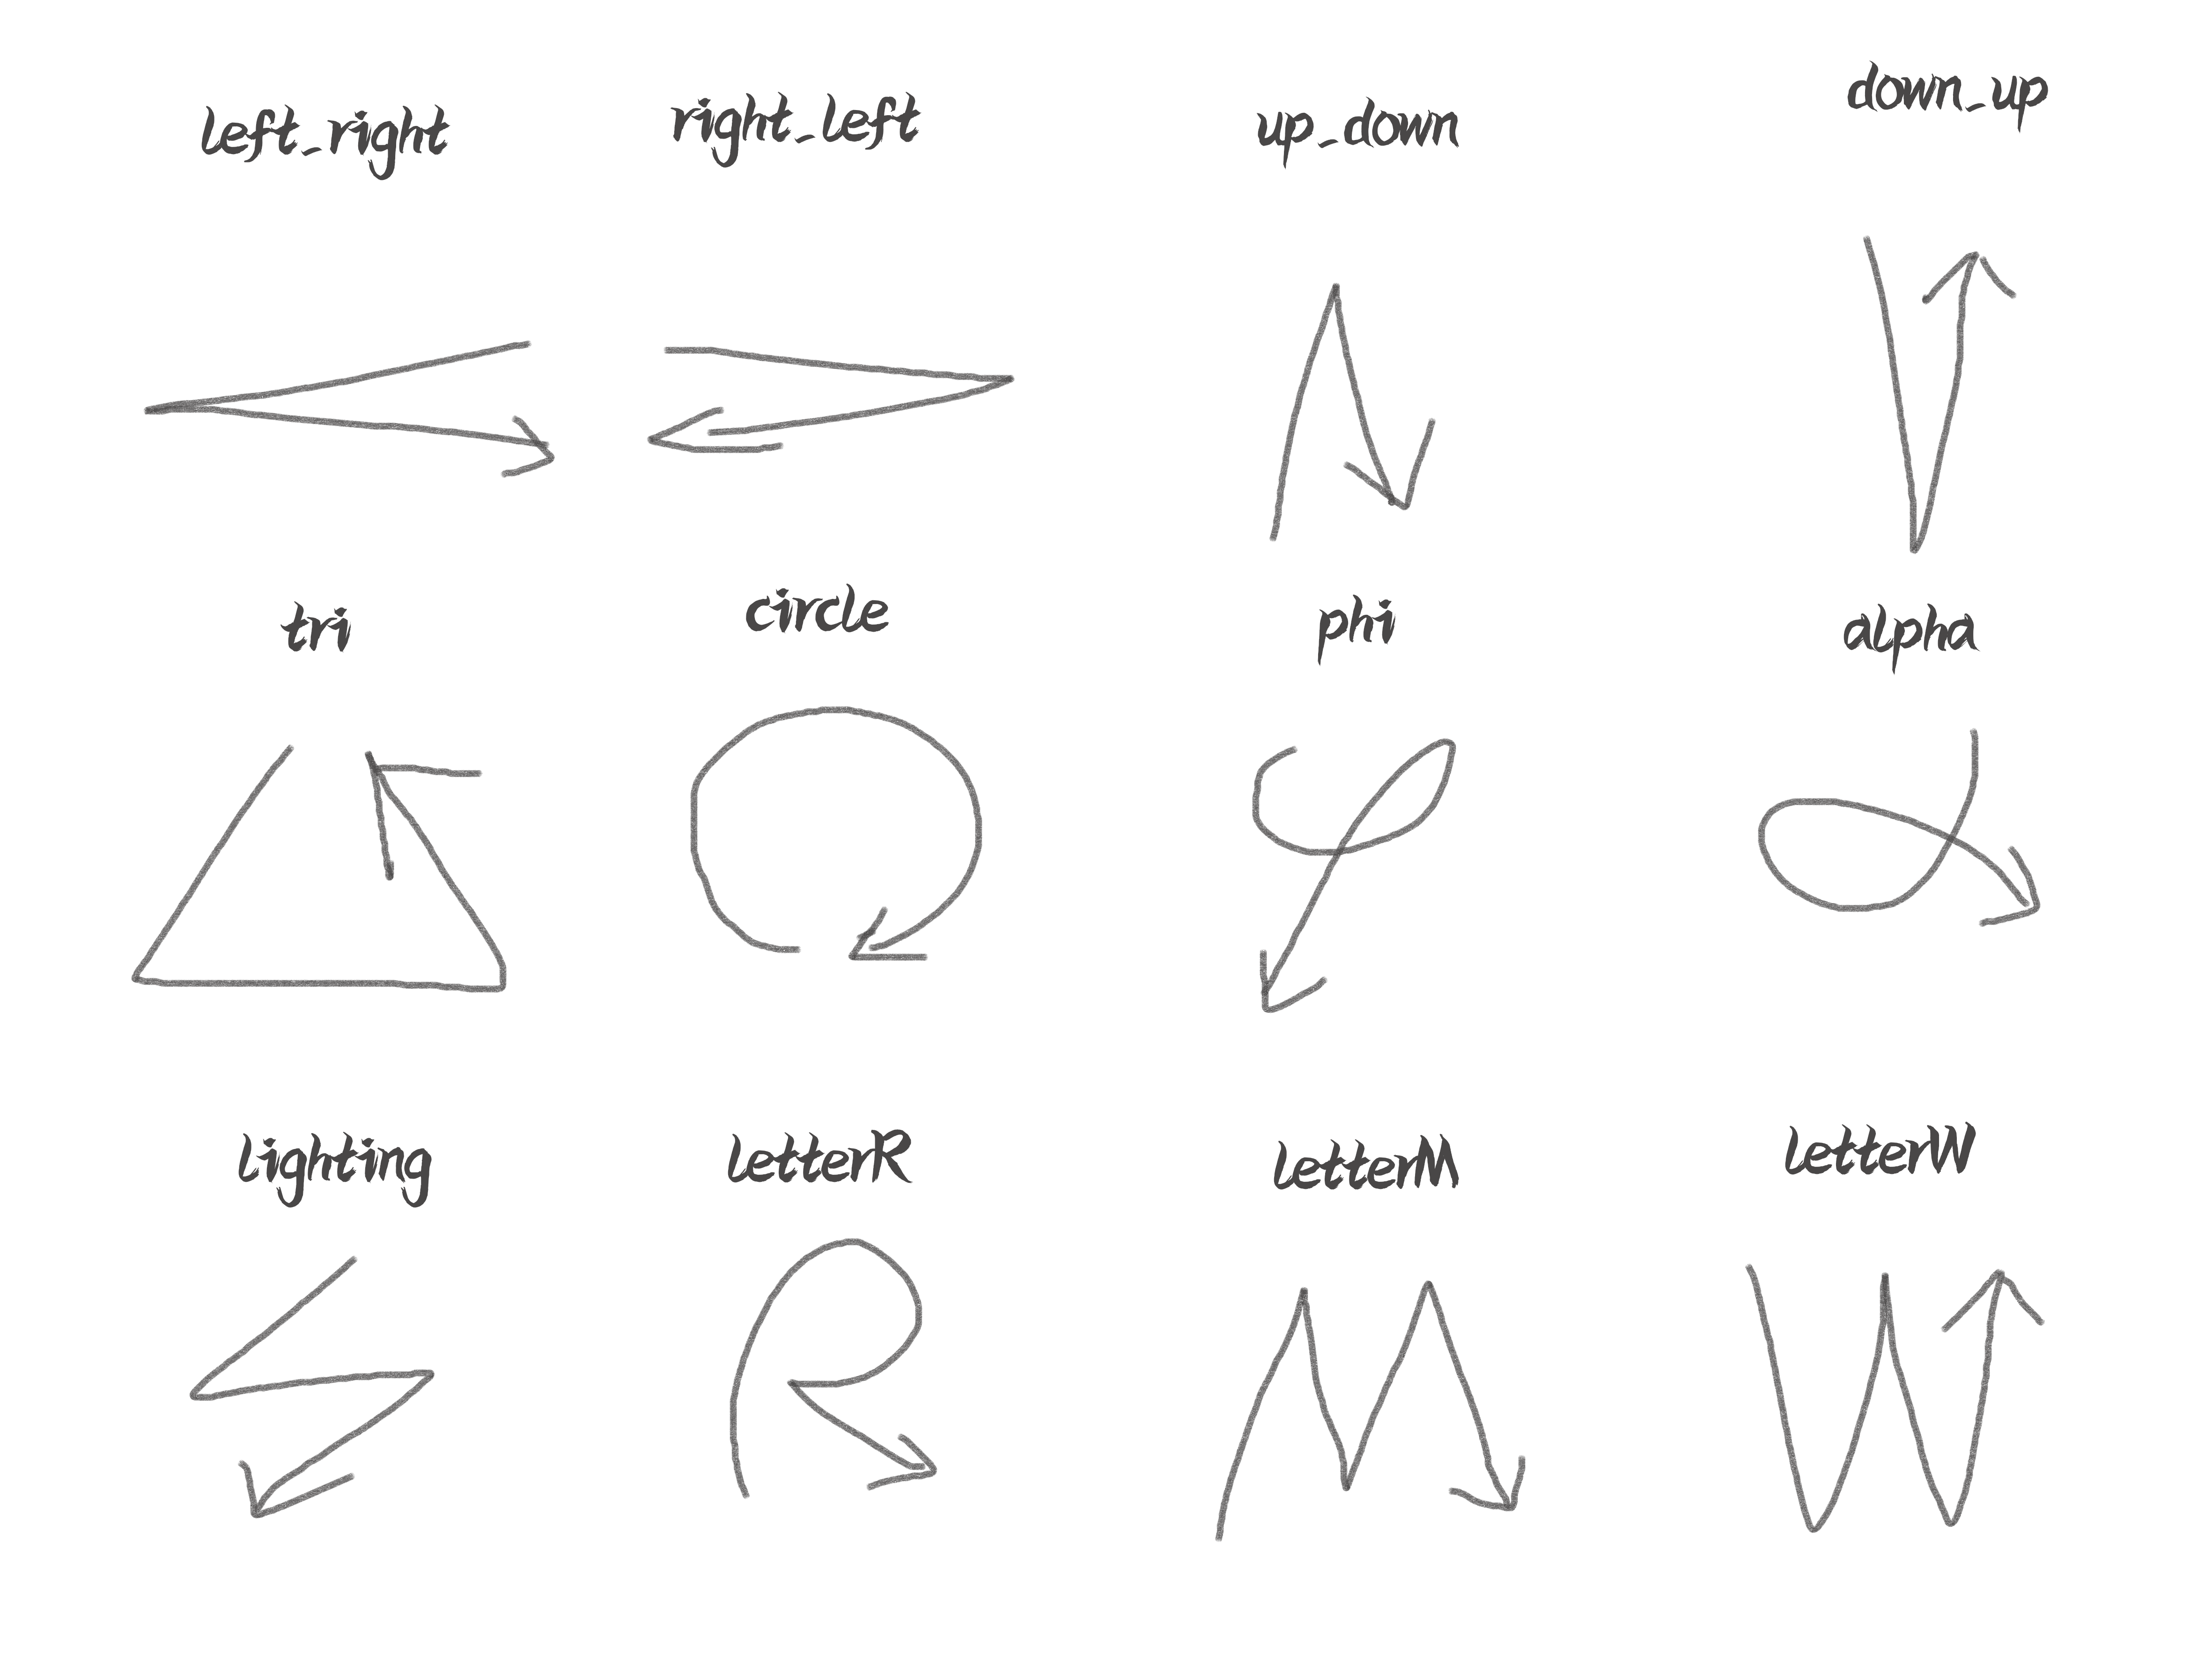 left_right
right_left
up_down
down_up
tri
circle
phi
alpha
lighting
letterR
letterM
letterW